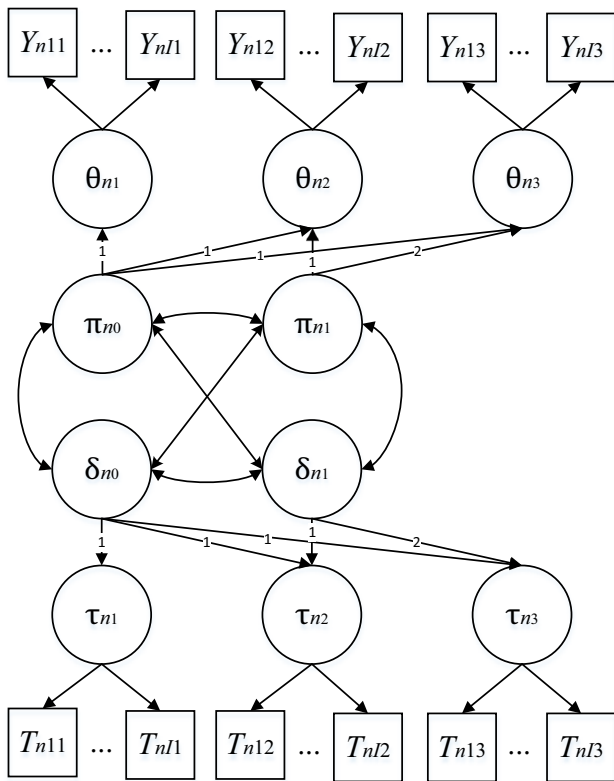 Yn11 ... YnI1 Yn12 ... YnI2 Yn13 ... YnI3
θn1 θn2 θn3
1 1 1 1 2
πn0 πn1
δn0 δn1
1 1 1 1 2
τn1 τn2 τn3
Tn11 ... TnI1 Tn12 ... TnI2 Tn13 ... TnI3